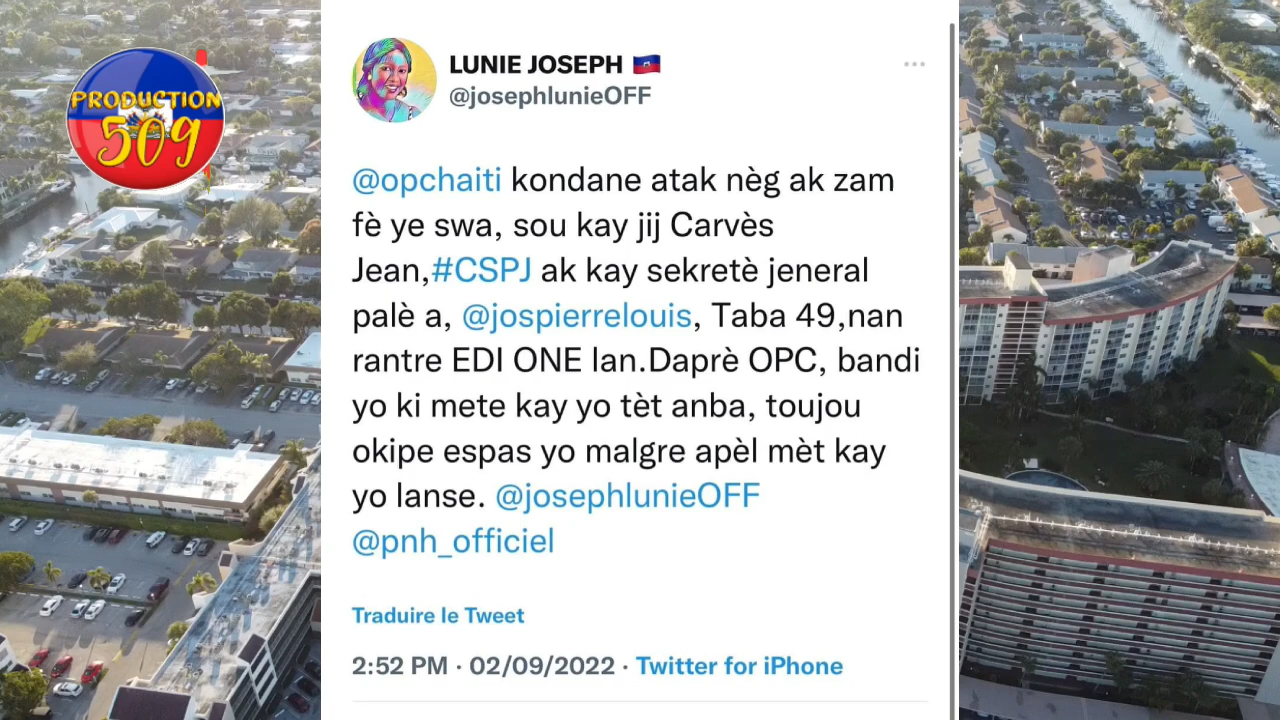 PRODUCTION
509
LUNIE JOSEPH
@josephlunieOFF
@opchaiti kondane atak nèg ak zam
fè ye swa, sou kay jij Carvès
Jean,#CSPJ ak kay sekretè jeneral
palè a, @jospierrelouis, Taba 49,nan
rantre EDI ONE lan.Daprè OPC, bandi
yo ki mete kay yo tèt anba, toujou
okipe espas yo malgre apèl mèt kay
yo lanse. @josephlunieOFF
@pnh_officiel
Traduire le Tweet
2:52 PM · 02/09/2022 · Twitter for iPhone